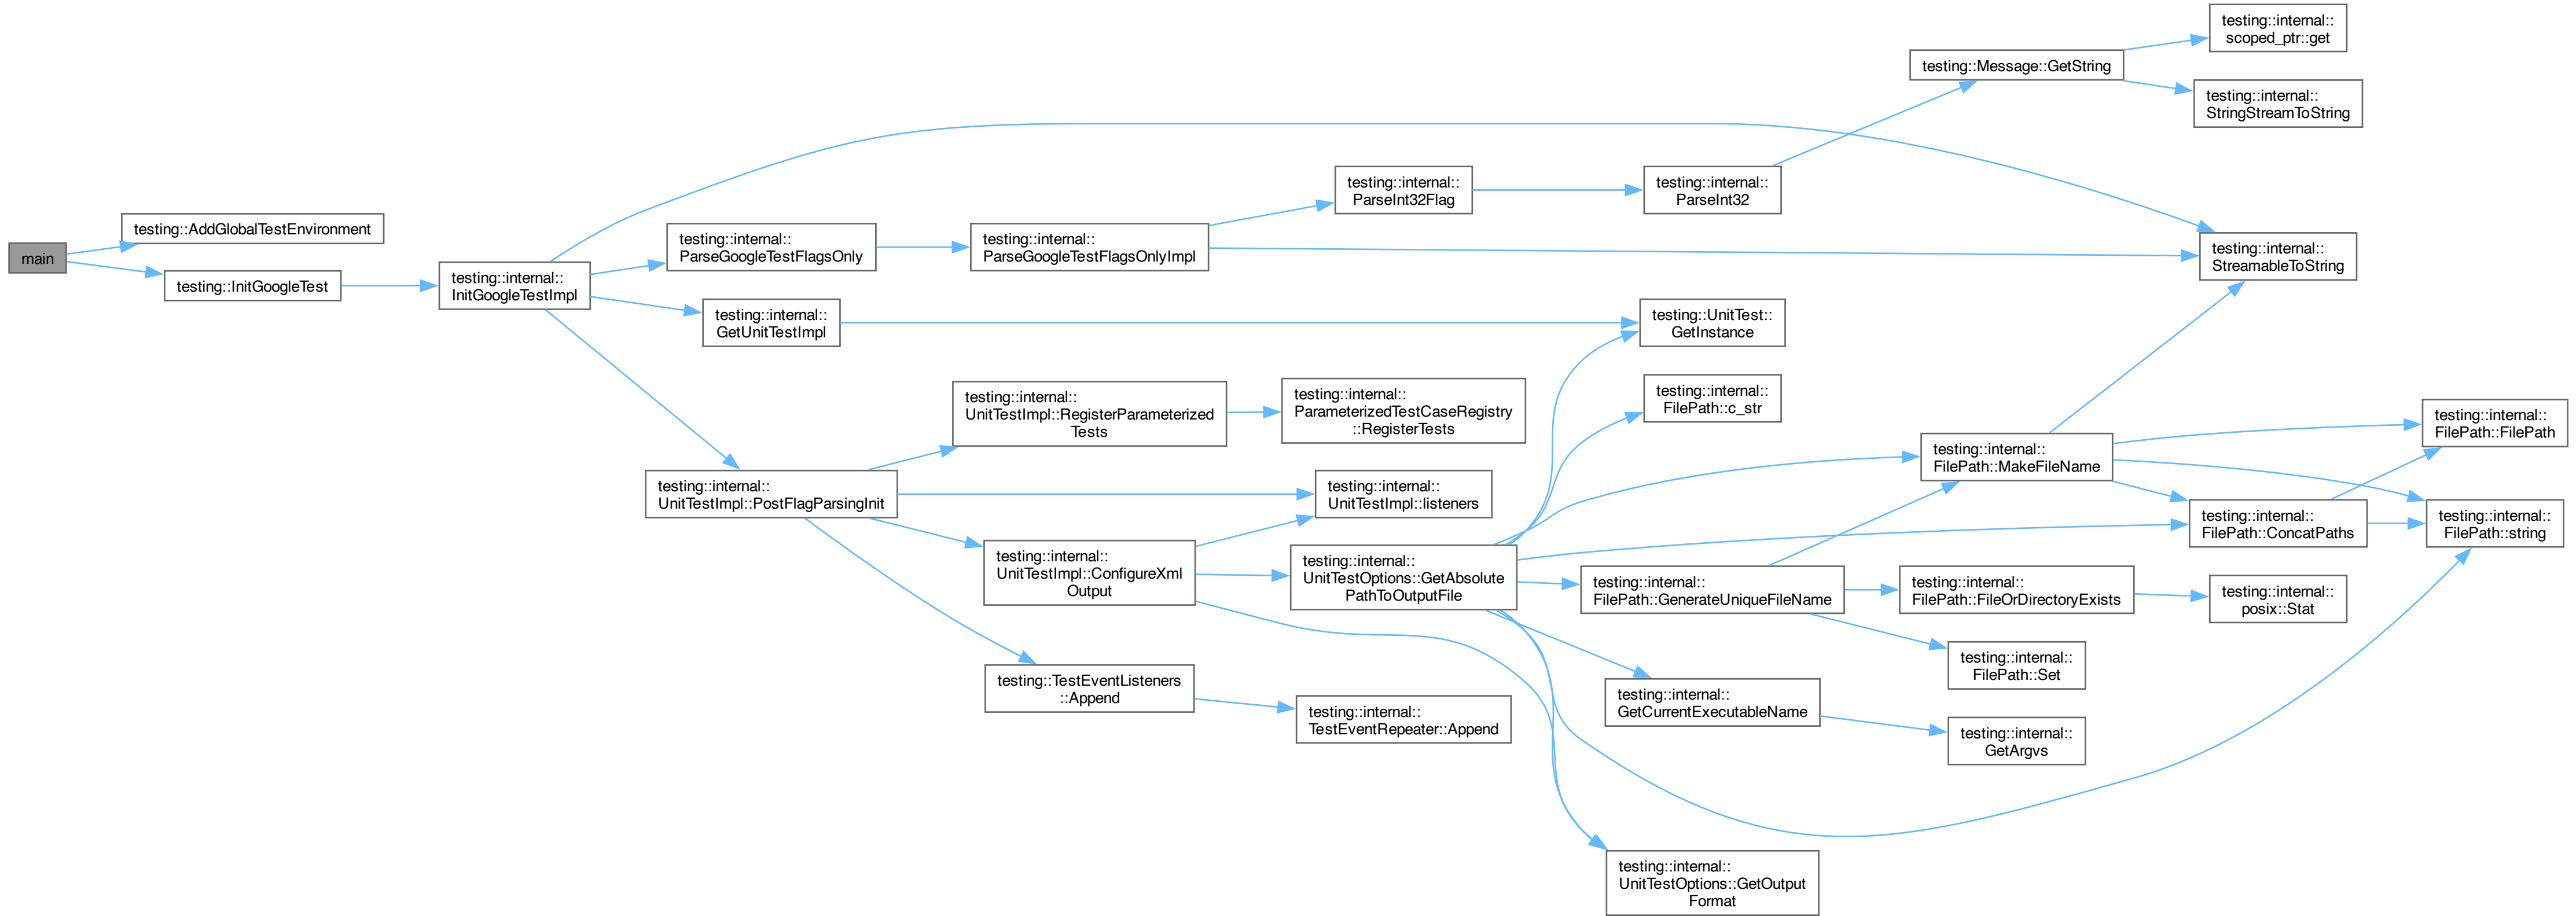 main
testing::AddGlobalTestEnvironment
testing::InitGoogleTest
testing::internal::
InitGoogleTestImpl
testing::internal::
ParseGoogleTestFlagsOnly
testing::internal::
GetUnitTestImpl
testing::internal::
UnitTestImpl::PostFlagParsingInit
testing::internal::
ParseGoogleTestFlagsOnlyImpl
testing::internal::
UnitTestImpl::RegisterParameterized
Tests
testing::internal::
UnitTestImpl::ConfigureXml
Output
testing::TestEventListeners
::Append
testing::internal::
ParseInt32Flag
testing::internal::
ParameterizedTestCaseRegistry
::RegisterTests
testing::internal::
UnitTestImpl::listeners
testing::internal::
UnitTestOptions::GetAbsolute
PathToOutputFile
testing::internal::
TestEventRepeater::Append
testing::internal::
ParseInt32
testing::UnitTest::
GetInstance
testing::internal::
FilePath::c_str
testing::internal::
FilePath::GenerateUniqueFileName
testing::internal::
GetCurrentExecutableName
testing::internal::
UnitTestOptions::GetOutput
Format
testing::Message::GetString
testing::internal::
FilePath::MakeFileName
testing::internal::
FilePath::FileOrDirectoryExists
testing::internal::
FilePath::Set
testing::internal::
GetArgvs
testing::internal::
scoped_ptr::get
testing::internal::
StringStreamToString
testing::internal::
StreamableToString
testing::internal::
FilePath::ConcatPaths
testing::internal::
posix::Stat
testing::internal::
FilePath::FilePath
testing::internal::
FilePath::string